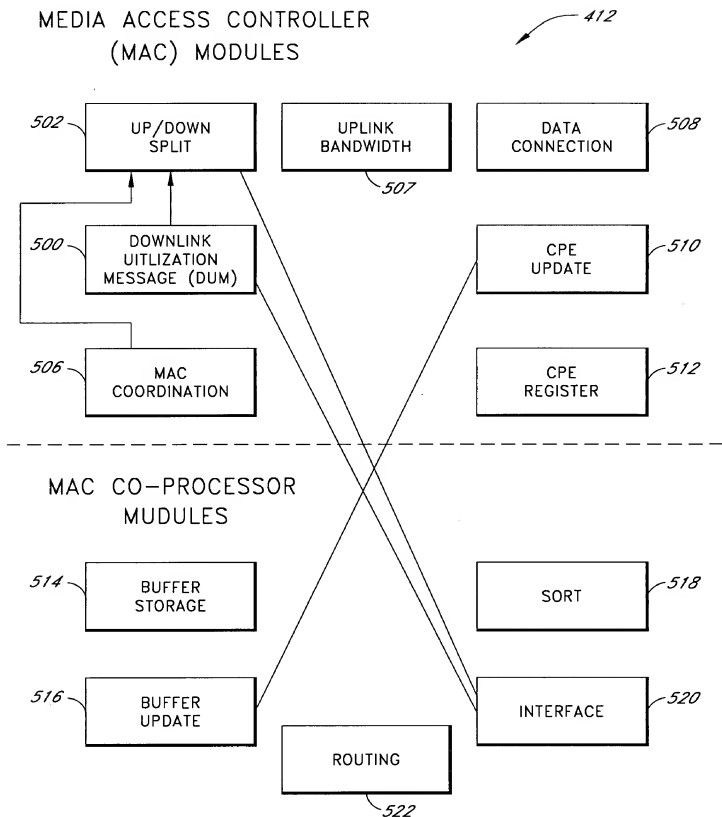 MEDIA ACCESS CONTROLLER
(MAC) MODULES
412
502
UP/DOWN
SPLIT
UPLINK
BANDWIDTH
507
DATA
CONNECTION
508
500
DOWNLINK
UITLIZATION
MESSAGE (DUM)
CPE
UPDATE
510
506
MAC
COORDINATION
CPE
REGISTER
512
MAC CO-PROCESSOR
MUDULES
514
BUFFER
STORAGE
SORT
518
516
BUFFER
UPDATE
INTERFACE
520
ROUTING
522